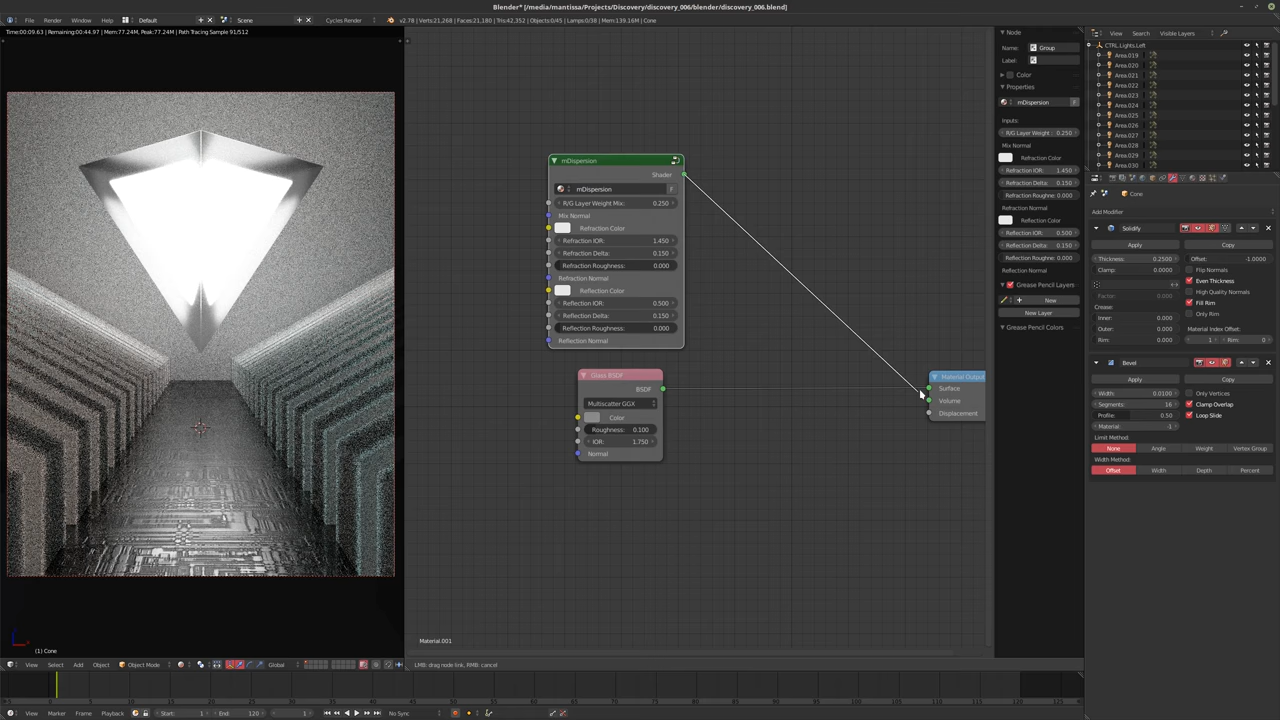 Blender* [/media/mantissa/Projects/Discovery/discovery_006/blender/discovery_006.blend]
File Render Window Help Default Scene Cycles Render v2.78 | Verts:21,268 | Faces:21,180 | Tris:42,352 | Objects:0/45 | Lamps:0/38 | Mem:139.16M | Cone
Time:00:09.63 | Remaining:00:44.97 | Mem:77.24M, Peak:77.24M | Path Tracing Sample 91/512
(1) Cone
View Select Add Object Object Mode Global
mDispersion
Shader
mDispersion F
R/G Layer Weight Mix: 0.250
Mix Normal
Refraction Color
Refraction IOR: 1.450
Refraction Delta: 0.150
Refraction Roughness: 0.000
Refraction Normal
Reflection Color
Reflection IOR: 0.500
Reflection Delta: 0.150
Reflection Roughness: 0.000
Reflection Normal
Glass BSDF
BSDF
Multiscatter GGX
Color
Roughness: 0.100
IOR: 1.750
Normal
Material Output
Surface
Volume
Displacement
Material.001
LMB: drag node link, RMB: cancel
Node
Name: Group
Label:
Color
Properties
mDispersion F
Inputs:
R/G Layer Weight : 0.250
Mix Normal
Refraction Color
Refraction IOR: 1.450
Refraction Delta: 0.150
Refraction Roughne: 0.000
Refraction Normal
Reflection Color
Reflection IOR: 0.500
Reflection Delta: 0.150
Reflection Roughne: 0.000
Reflection Normal
Grease Pencil Layers
New
New Layer
Grease Pencil Colors
View Search Visible Layers
CTRL.Lights.Left
Area.019
Area.020
Area.021
Area.022
Area.023
Area.024
Area.025
Area.026
Area.027
Area.028
Area.029
Area.030
Cone
Add Modifier
Solidify
Apply Copy
Thickness: 0.2500 Offset: -1.0000
Clamp: 0.0000 Flip Normals
Even Thickness
High Quality Normals
Factor: 0.000 Fill Rim
Crease: Only Rim
Inner: 0.000
Outer: 0.000 Material Index Offset:
Rim: 0.000 1 Rim: 0
Bevel
Apply Copy
Width: 0.0100 Only Vertices
Segments: 16 Clamp Overlap
Profile: 0.50 Loop Slide
Material: -1
Limit Method:
None Angle Weight Vertex Group
Width Method:
Offset Width Depth Percent
View Marker Frame Playback Start: 1 End: 120 1 No Sync